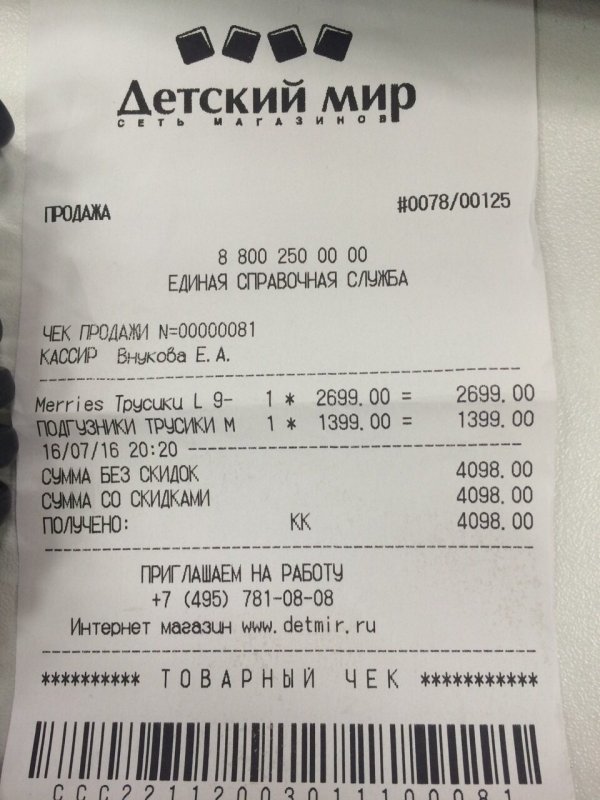 Детский мир
СЕТЬ МАГАЗИНОВ
ПРОДАЖА #0078/00125
8 800 250 00 00
ЕДИНАЯ СПРАВОЧНАЯ СЛУЖБА
ЧЕК ПРОДАЖИ N=00000081
КАССИР Внукова Е.А.
Merries Трусики L 9- 1 * 2699.00 = 2699.00
ПОДГУЗНИКИ ТРУСИКИ М 1 * 1399.00 = 1399.00
16/07/16 20:20
СУММА БЕЗ СКИДОК 4098.00
СУММА СО СКИДКАМИ 4098.00
ПОЛУЧЕНО: КК 4098.00
ПРИГЛАШАЕМ НА РАБОТУ
+7 (495) 781-08-08
Интернет магазин www.detmir.ru
********** ТОВАРНЫЙ ЧЕК ***********
CCC22112003011100081